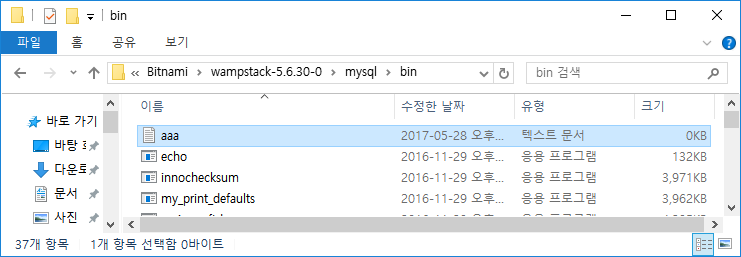 bin
파일 홈 공유 보기
« Bitnami › wampstack-5.6.30-0 › mysql › bin
bin 검색
이름 수정한 날짜 유형 크기
바로 가기
aaa 2017-05-28 오후... 텍스트 문서 0KB
바탕
echo 2016-11-29 오후... 응용 프로그램 132KB
다운로
innochecksum 2016-11-29 오후... 응용 프로그램 3,971KB
문서
my_print_defaults 2016-11-29 오후... 응용 프로그램 3,962KB
사진
37개 항목 1개 항목 선택함 0바이트